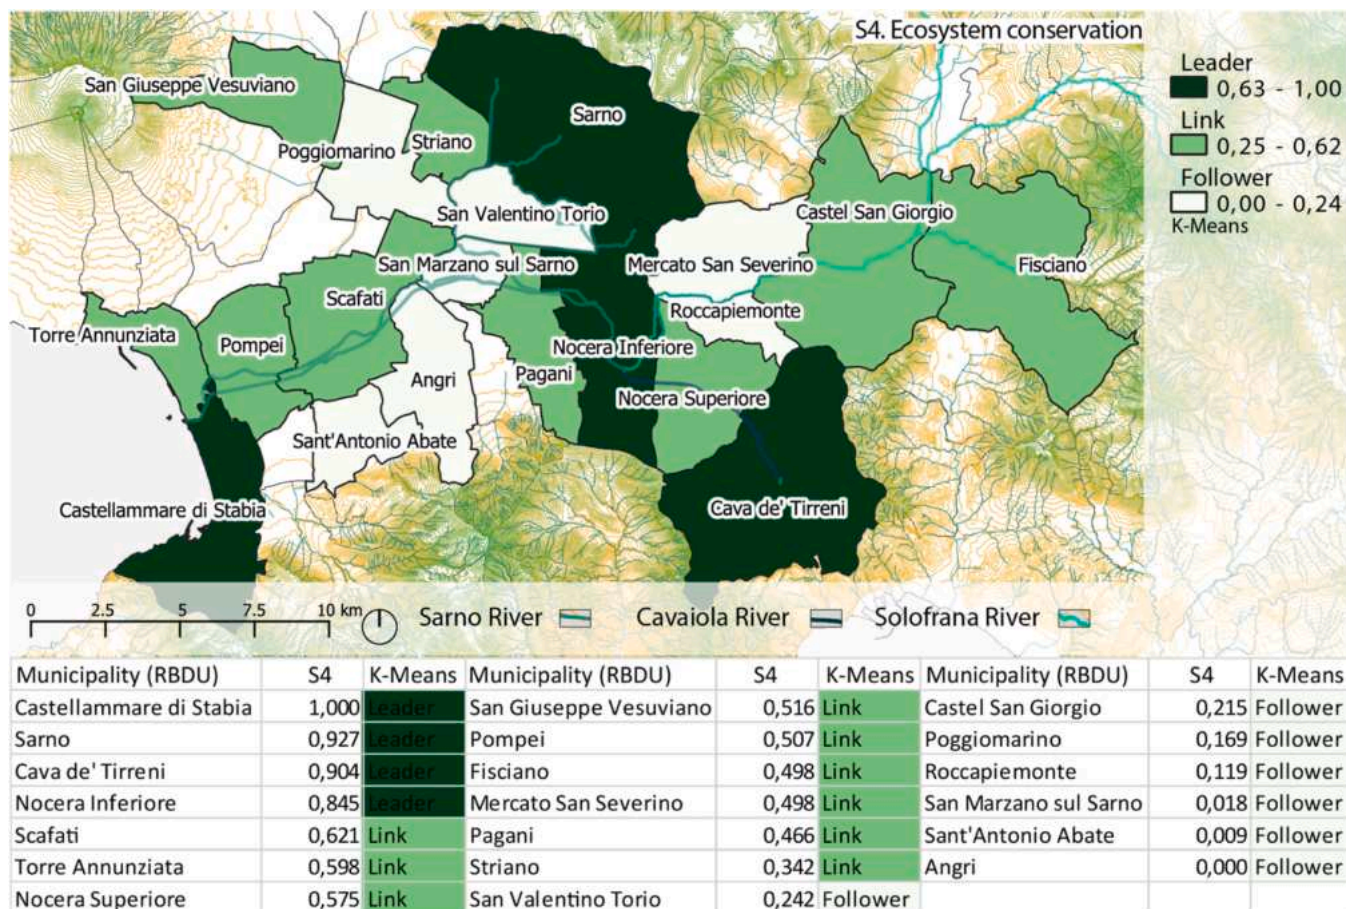 S4. Ecosystem conservation
Leader
0,63 - 1,00
Link
0,25 - 0,62
Follower
0,00 - 0,24
K-Means
San Giuseppe Vesuviano
Sarno
Poggiomarino
Striano
San Valentino Torio
Castel San Giorgio
San Marzano sul Sarno
Mercato San Severino
Fisciano
Scafati
Roccapiemonte
Torre Annunziata
Pompei
Nocera Inferiore
Angri
Pagani
Nocera Superiore
Sant'Antonio Abate
Castellammare di Stabia
Cava de' Tirreni
0 2.5 5 7.5 10 km
Sarno River Cavaiola River Solofrana River
Municipality (RBDU) S4 K-Means Municipality (RBDU) S4 K-Means Municipality (RBDU) S4 K-Means
Castellammare di Stabia 1,000 Leader San Giuseppe Vesuviano 0,516 Link Castel San Giorgio 0,215 Follower
Sarno 0,927 Leader Pompei 0,507 Link Poggiomarino 0,169 Follower
Cava de' Tirreni 0,904 Leader Fisciano 0,498 Link Roccapiemonte 0,119 Follower
Nocera Inferiore 0,845 Leader Mercato San Severino 0,498 Link San Marzano sul Sarno 0,018 Follower
Scafati 0,621 Link Pagani 0,466 Link Sant'Antonio Abate 0,009 Follower
Torre Annunziata 0,598 Link Striano 0,342 Link Angri 0,000 Follower
Nocera Superiore 0,575 Link San Valentino Torio 0,242 Follower